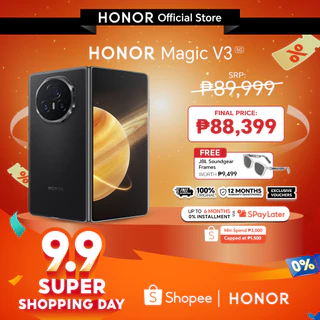 HONOR Official Store
HONOR Magic V3 5G
SRP:
₱89,999
FINAL PRICE:
₱88,399
FREE
JBL Soundgear
Frames
WORTH ₱9,499
100%
ORIGINAL
12 MONTHS
EXCLUSIVE
VOUCHERS
UP TO 6 MONTHS
0% INSTALLMENT
SPayLater
Min Spend ₱3,000
Capped at ₱1,500
HONOR
9.9
SUPER
SHOPPING DAY
Shopee | HONOR
%
0%